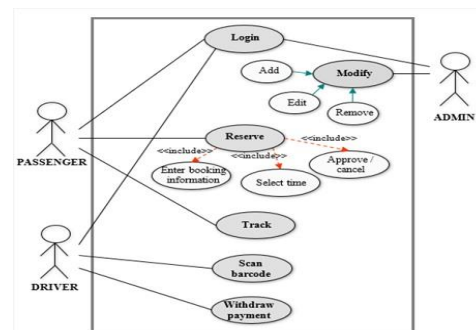 Login
Add
Modify
Edit
Remove
ADMIN
PASSENGER
Reserve
<<include>>
<<include>>
<<include>>
Enter booking
information
Select time
Approve /
cancel
Track
DRIVER
Scan
barcode
Withdraw
payment